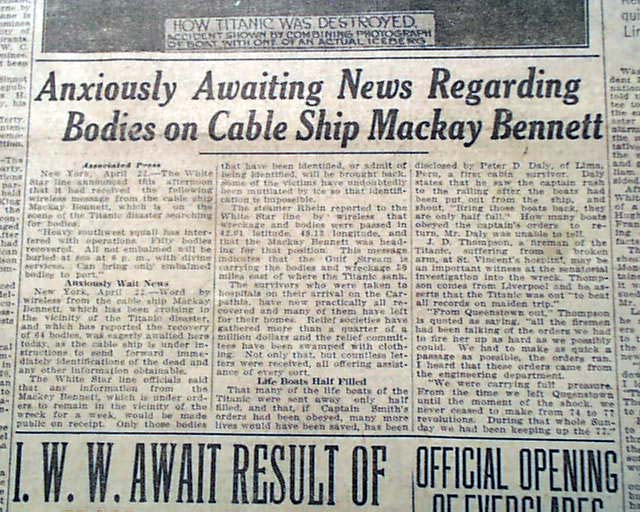 HOW TITANIC WAS DESTROYED.
ACCIDENT SHOWN BY COMBINING PHOTOGRAPH
OF BOAT WITH ONE OF AN ACTUAL ICEBERG
Anxiously Awaiting News Regarding
Bodies on Cable Ship Mackay Bennett
Associated Press
New York, April 22.—The White
Star line announced this afternoon
that it had received the following
wireless message from the cable ship
Mackay Bennett, which is on the
scene of the Titanic disaster searching
for bodies:
"Heavy southwest squall has inter-
fered with operations. Fifty bodies
recovered. All not embalmed will be
buried at sea at 8 p. m., with divine
services. Can bring only embalmed
bodies to port."
Anxiously Wait News
New York, April 22.—Word by
wireless from the cable ship Mackay
Bennett, which has been cruising in
the vicinity of the Titanic disaster,
and which has reported the recovery
of 64 bodies, was eagerly awaited here
today, as the cable ship is under in-
structions to send forward imme-
diately identifications of the dead and
any other information obtainable.
The White Star line officials said
that any information from the
Mackay Bennett, which is under ord-
ers to remain in the vicinity of the
wreck for a week, would be made
public on receipt. Only those bodies
that have been identified, or admit of
being identified, will be brought back.
Some of the victims have undoubtedly
been mutilated by ice so that identifi-
cation is impossible.
The steamer Rhein reported to the
White Star line by wireless that
wreckage and bodies were passed in
42.1 latitude, 48.13 longitude, and
that the Mackay Bennett was head-
ing for that position. This message
indicates that the Gulf Stream is
carrying the bodies and wreckage 59
miles east of where the Titanic sank.
The survivors who were taken to
hospitals on their arrival on the Car-
pathia, have now practically all re-
covered and many of them have left
for their homes. Relief societies have
gathered more than a quarter of a
million dollars and the relief commit-
tees have been swamped with cloth-
ing. Not only that, but countless let-
ters were received, all offering assist-
ance of every sort.
Life Boats Half Filled
That many of the life boats of the
Titanic were sent away only half
filled, and that, if Captain Smith's
orders had been obeyed, many more
lives would have been saved, has been
disclosed by Peter D. Daly, of Lima,
Peru, a first cabin survivor. Daly
states that he saw the captain rush
to the railing after the boats had
been put out from the ship, and
shout, "Bring those boats back, they
are only half full." How many boats
obeyed the captain's orders to re-
turn, Mr. Daly was unable to tell.
J. D. Thompson, a fireman of the
Titanic, suffering from a broken
arm, at St. Vincent's hospital, may be
an important witness at the senatorial
investigation into the wreck. Thomp-
son comes from Liverpool and he as-
serts that the Titanic was out "to beat
all records on maiden trip."
"From Queenstown out," Thompson
is quoted as saying, "all the firemen
had been talking of the orders we had
to fire her up as hard as we possibly
could. We had to make as quick a
passage as possible, the orders ran.
I heard that these orders came from
the engineering department.
"We were carrying full pressure.
From the time we left Queenstown
until the moment of the shock, we
never ceased to make from 74 to 77
revolutions. During that whole Sun-
day we had been keeping up the 77."
I. W. W. AWAIT RESULT OF
OFFICIAL OPENING
OF EVERGLADES